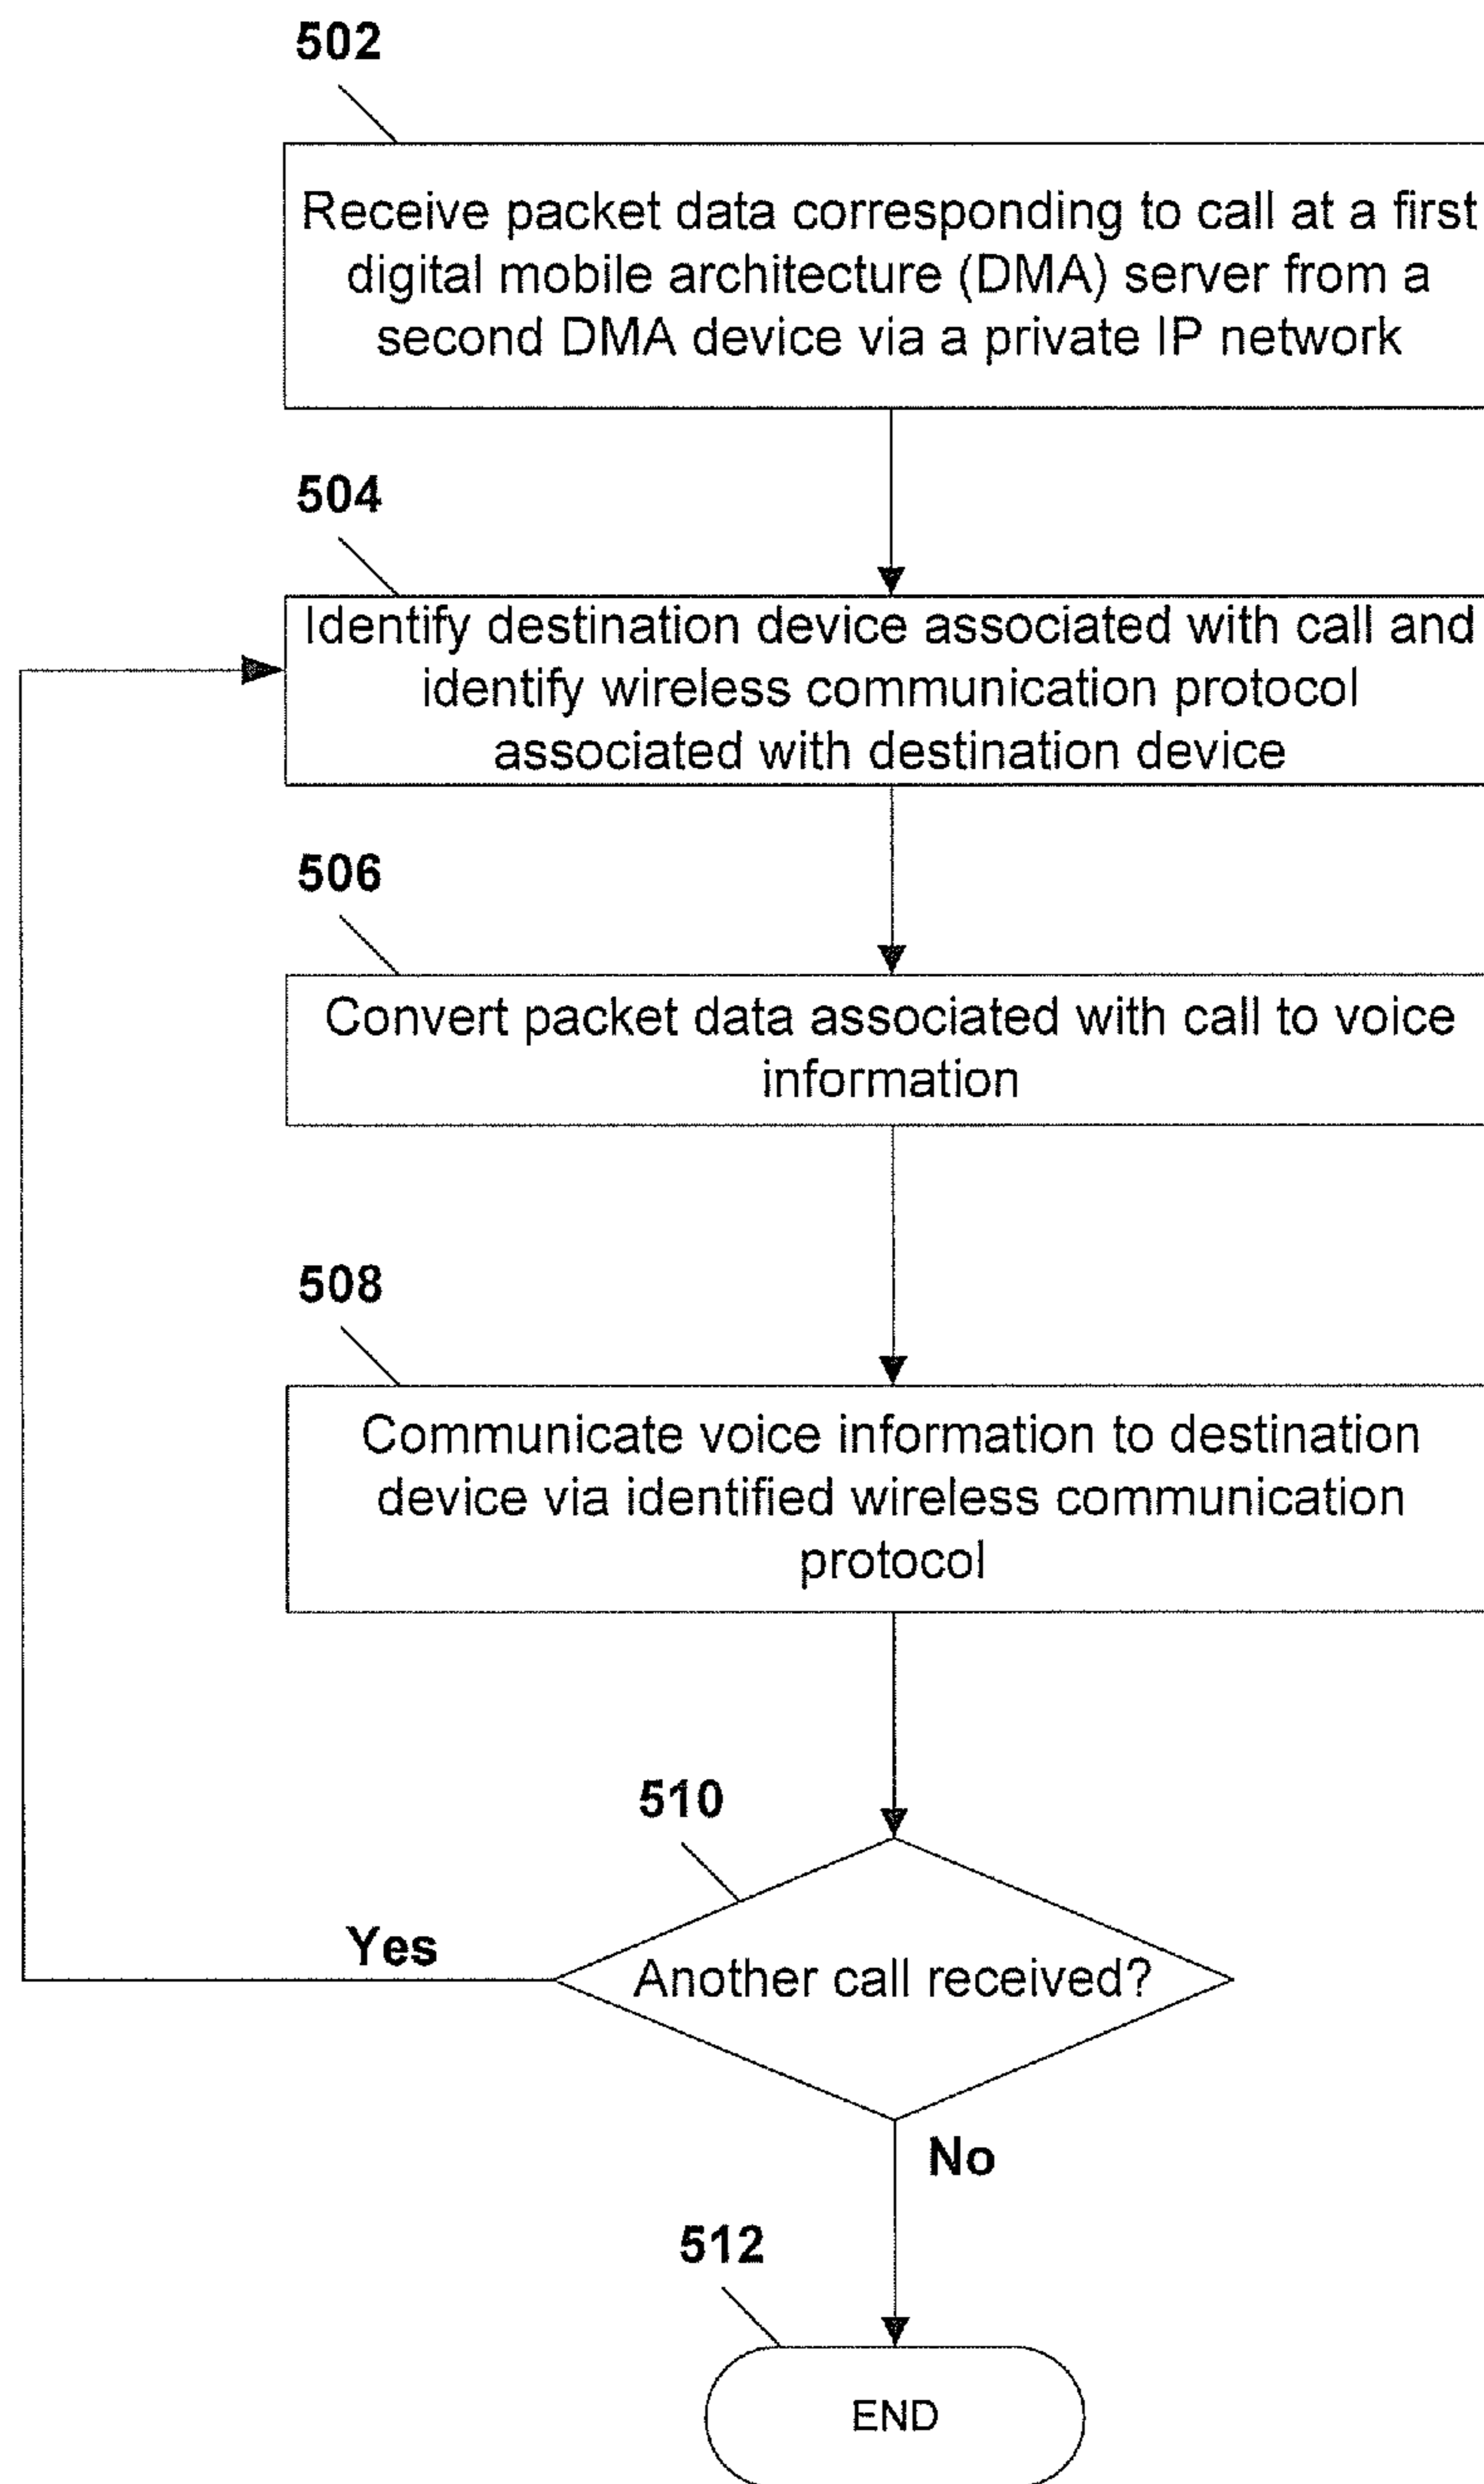 502
Receive packet data corresponding to call at a first
digital mobile architecture (DMA) server from a
second DMA device via a private IP network
504
Identify destination device associated with call and
identify wireless communication protocol
associated with destination device
506
Convert packet data associated with call to voice
information
508
Communicate voice information to destination
device via identified wireless communication
protocol
510
Another call received?
Yes
No
512
END